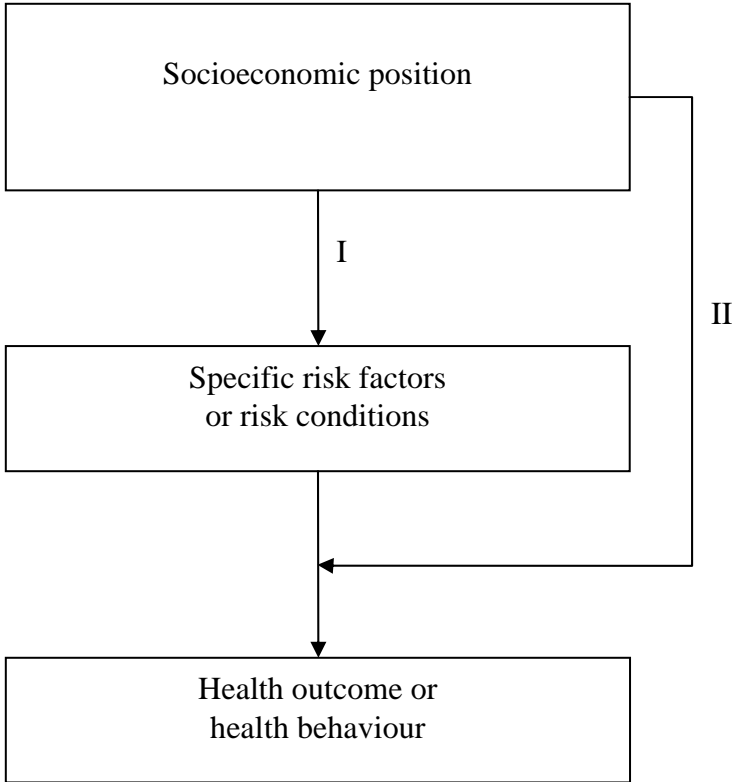 Socioeconomic position
I
II
Specific risk factors
or risk conditions
Health outcome or
health behaviour